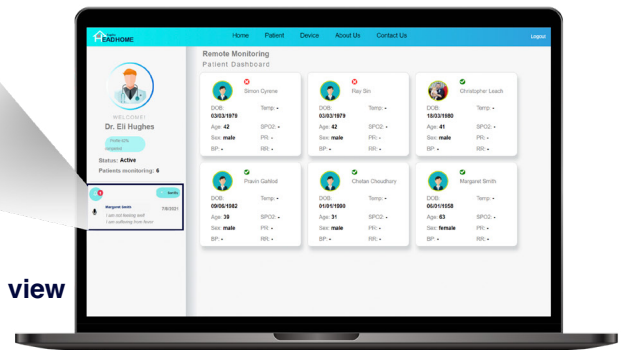 EADHOME
Home Patient Device About Us Contact Us
Logout
Remote Monitoring
Patient Dashboard
WELCOME!
Dr. Eli Hughes
Status: Active
Patients monitoring: 6
Margaret Smith
7/8/2021
I am not feeling well
I am suffering from fever
view
Simon Cyrene
DOB:
03/03/1979
Temp: -
Age: 42
SPO2: -
Sex: male
PR: -
BP: -
RR: -
Ray Sin
DOB:
03/03/1979
Temp: -
Age: 42
SPO2: -
Sex: male
PR: -
BP: -
RR: -
Christopher Leach
DOB:
18/03/1980
Temp: -
Age: 41
SPO2: -
Sex: male
PR: -
BP: -
RR: -
Pravin Gahlod
DOB:
09/08/1982
Temp: -
Age: 39
SPO2: -
Sex: male
PR: -
BP: -
RR: -
Chetan Choudhary
DOB:
01/01/1990
Temp: -
Age: 31
SPO2: -
Sex: male
PR: -
BP: -
RR: -
Margaret Smith
DOB:
06/01/1958
Temp: -
Age: 63
SPO2: -
Sex: female
PR: -
BP: -
RR: -